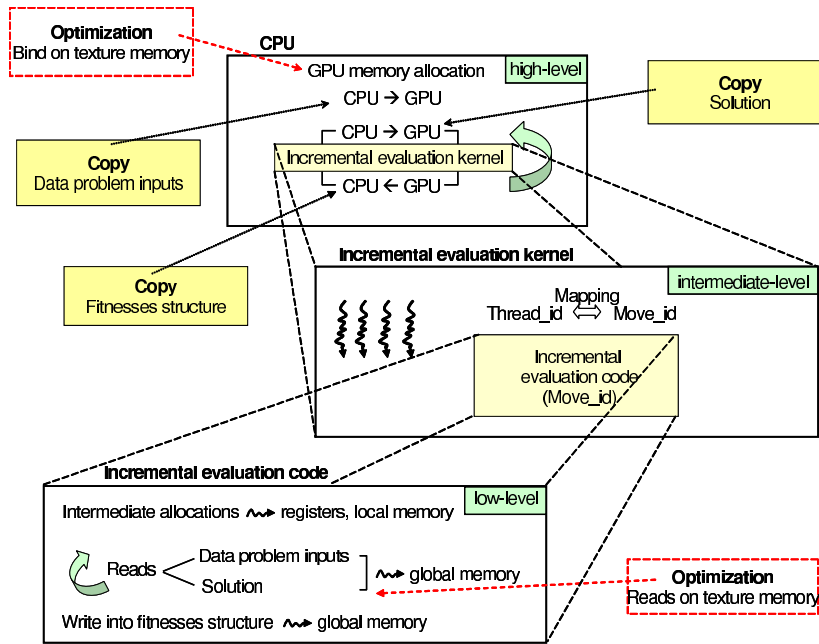 Optimization
Bind on texture memory
CPU
high-level
GPU memory allocation
CPU → GPU
Copy
Solution
CPU → GPU
Incremental evaluation kernel
CPU ← GPU
Copy
Data problem inputs
Copy
Fitnesses structure
Incremental evaluation kernel
intermediate-level
Mapping
Thread_id ⇔ Move_id
Incremental
evaluation code
(Move_id)
Incremental evaluation code
low-level
Intermediate allocations registers, local memory
Data problem inputs
Reads
global memory
Solution
Write into fitnesses structure global memory
Optimization
Reads on texture memory